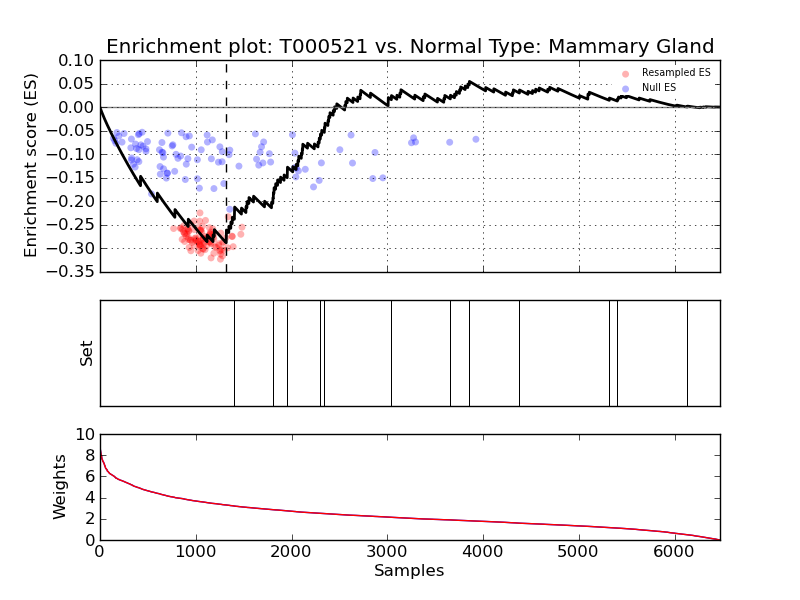 Enrichment plot: T000521 vs. Normal Type: Mammary Gland
Enrichment score (ES)
0.10
0.05
0.00
−0.05
−0.10
−0.15
−0.20
−0.25
−0.30
−0.35
Resampled ES
Null ES
Set
Weights
10
8
6
4
2
0
0 1000 2000 3000 4000 5000 6000
Samples